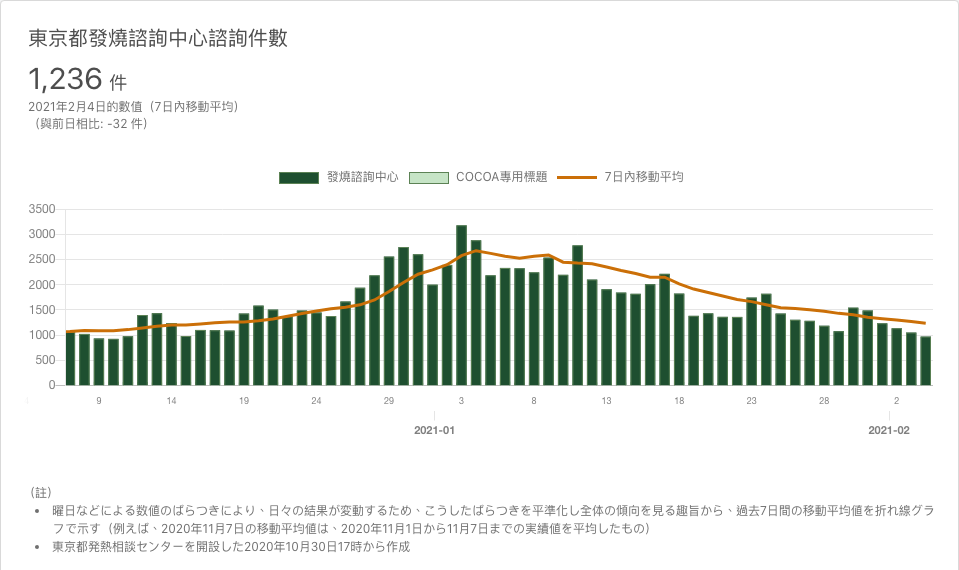 東京都發燒諮詢中心諮詢件數
1,236 件
2021年2月4日的數值（7日內移動平均）
（與前日相比: -32 件）
發燒諮詢中心 COCOA專用標題 7日內移動平均
3500
3000
2500
2000
1500
1000
500
0
9 14 19 24 29 3 8 13 18 23 28 2
2021-01 2021-02
（註）
• 曜日などによる数値のばらつきにより、日々の結果が変動するため、こうしたばらつきを平準化し全体の傾向を見る趣旨から、過去7日間の移動平均値を折れ線グラ
フで示す（例えば、2020年11月7日の移動平均値は、2020年11月1日から11月7日までの実績値を平均したもの）
• 東京都発熱相談センターを開設した2020年10月30日17時から作成